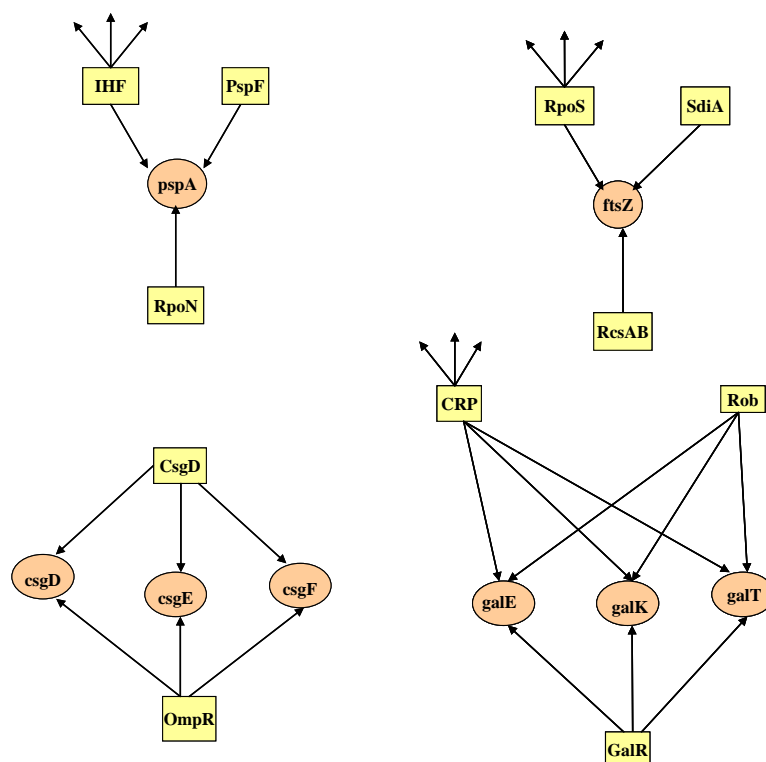 IHF
PspF
pspA
RpoN
RpoS
SdiA
ftsZ
RcsAB
CsgD
csgD
csgE
csgF
OmpR
CRP
Rob
galE
galK
galT
GalR